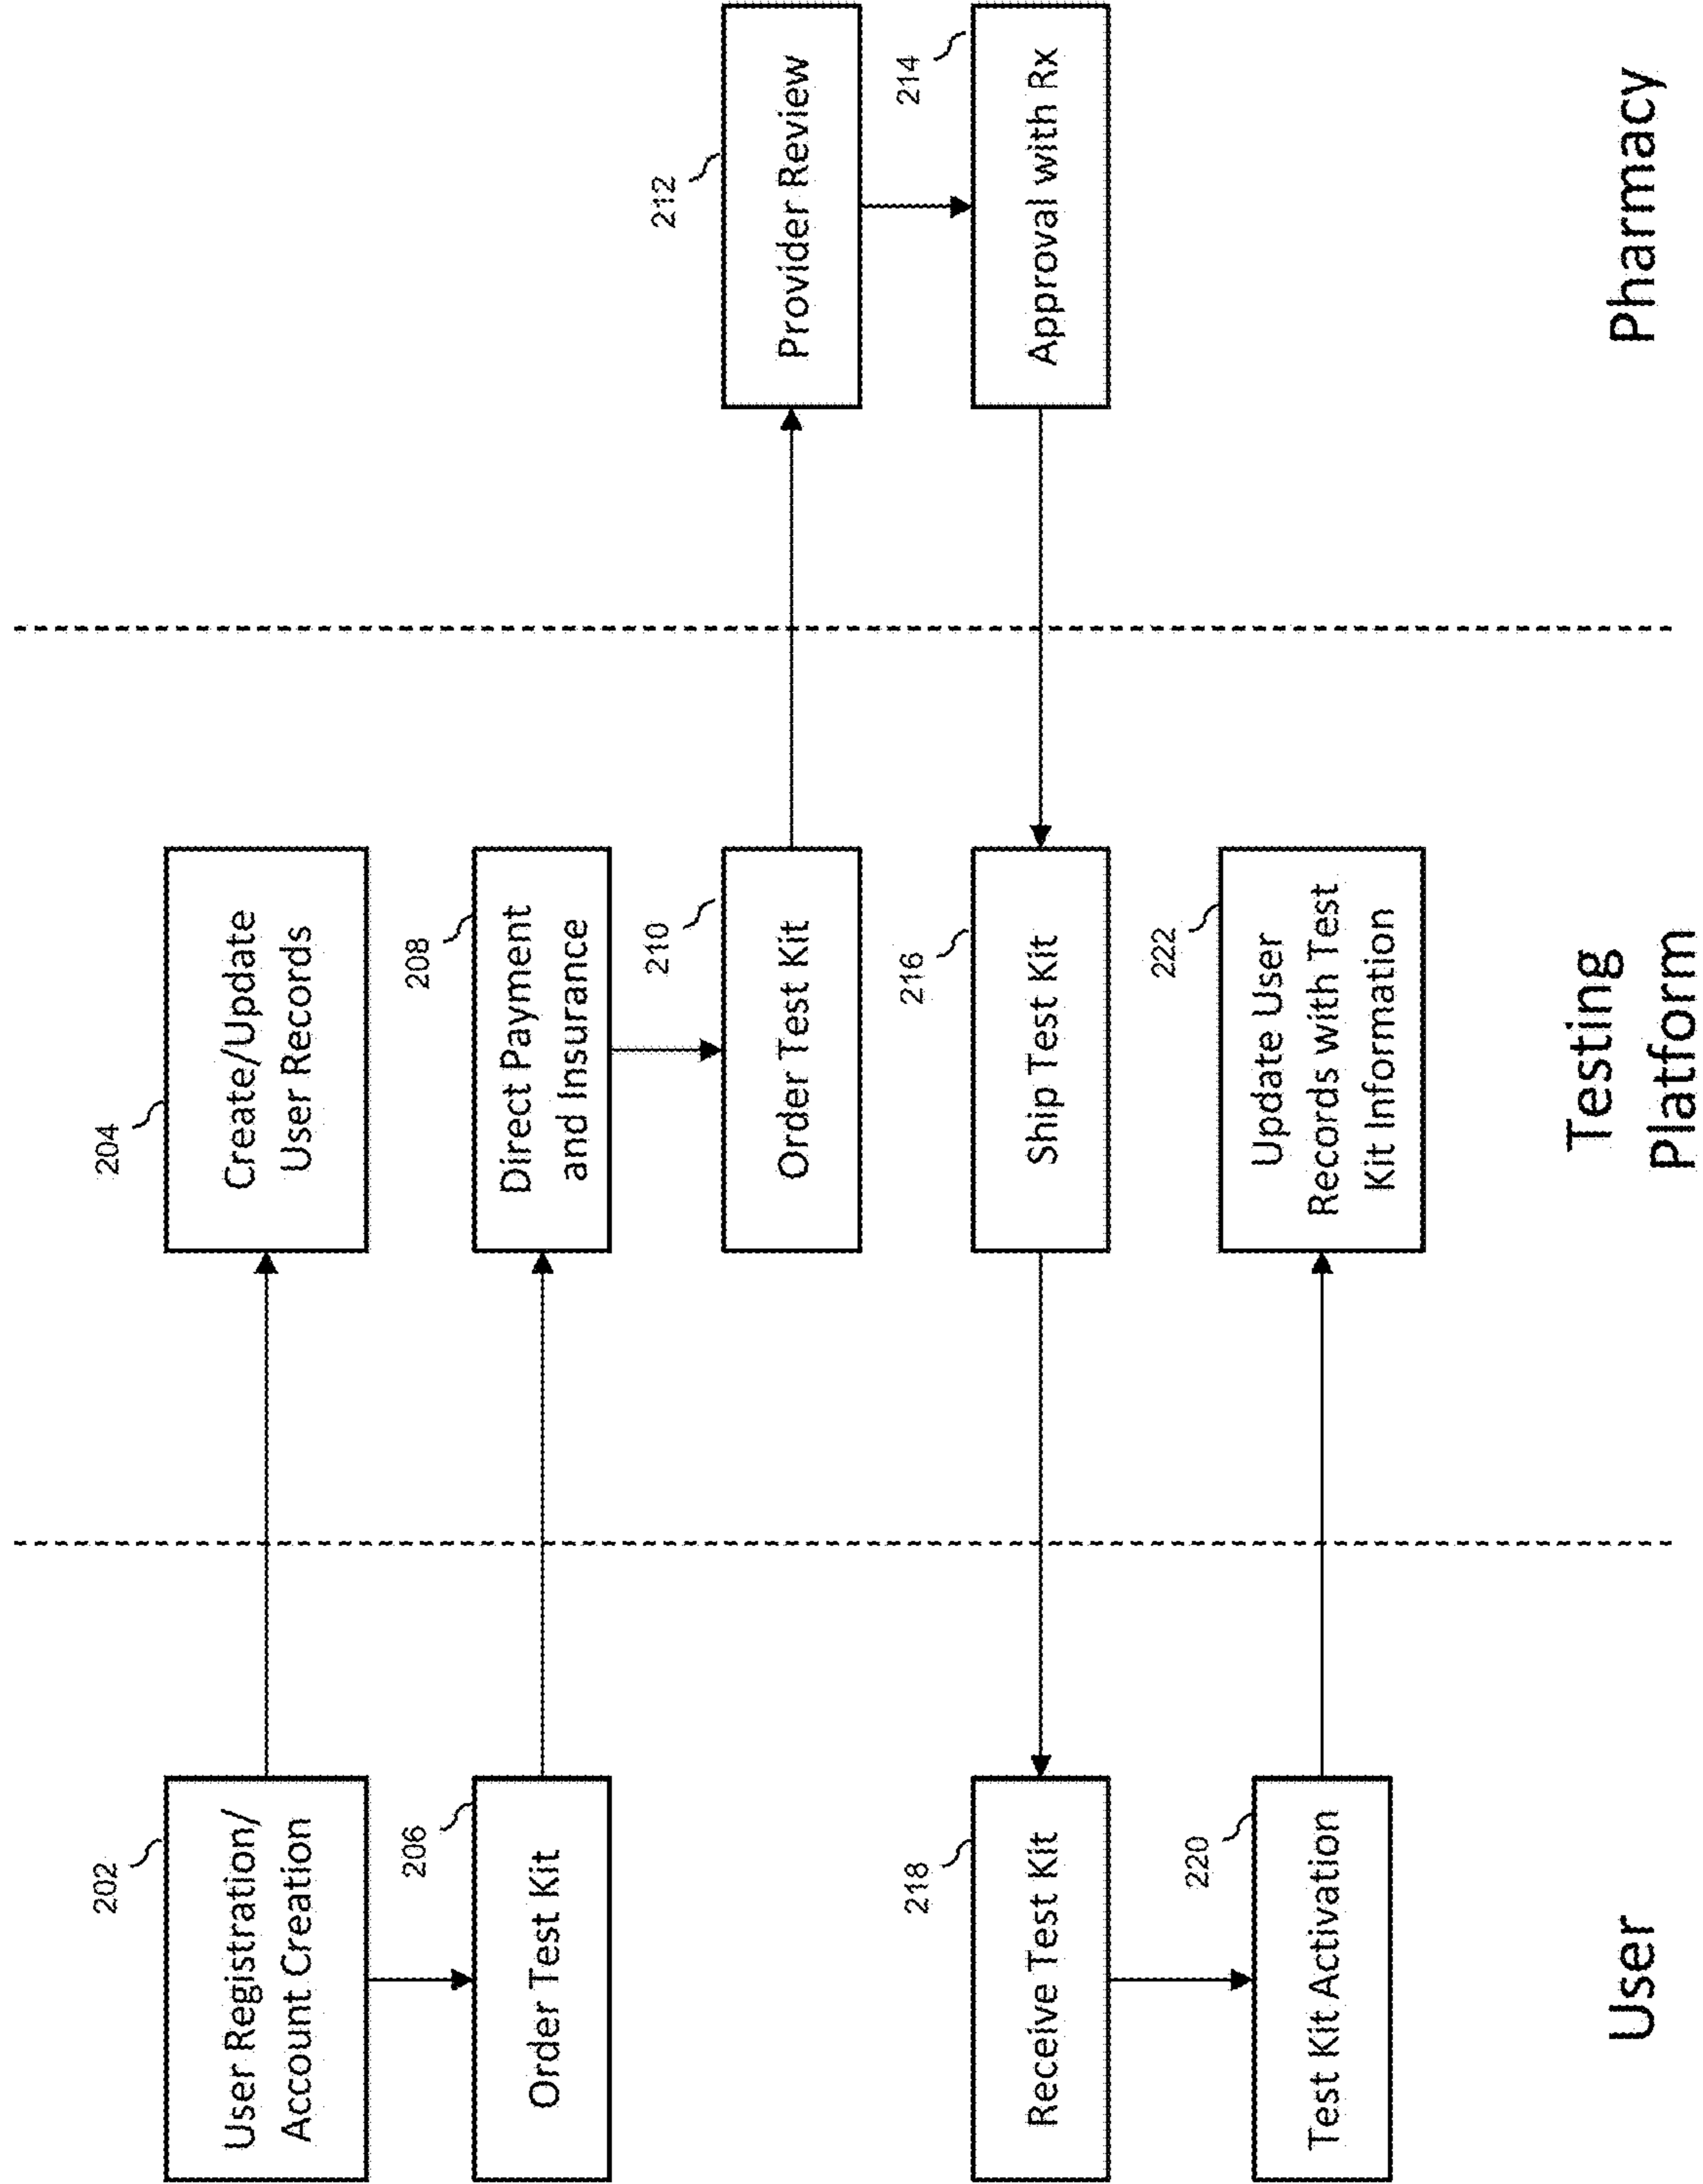 202
User Registration/
Account Creation
204
Create/Update
User Records
206
Order Test Kit
208
Direct Payment
and Insurance
210
Order Test Kit
212
Provider Review
214
Approval with Rx
216
Ship Test Kit
218
Receive Test Kit
220
Test Kit Activation
222
Update User
Records with Test
Kit Information
User
Testing
Platform
Pharmacy